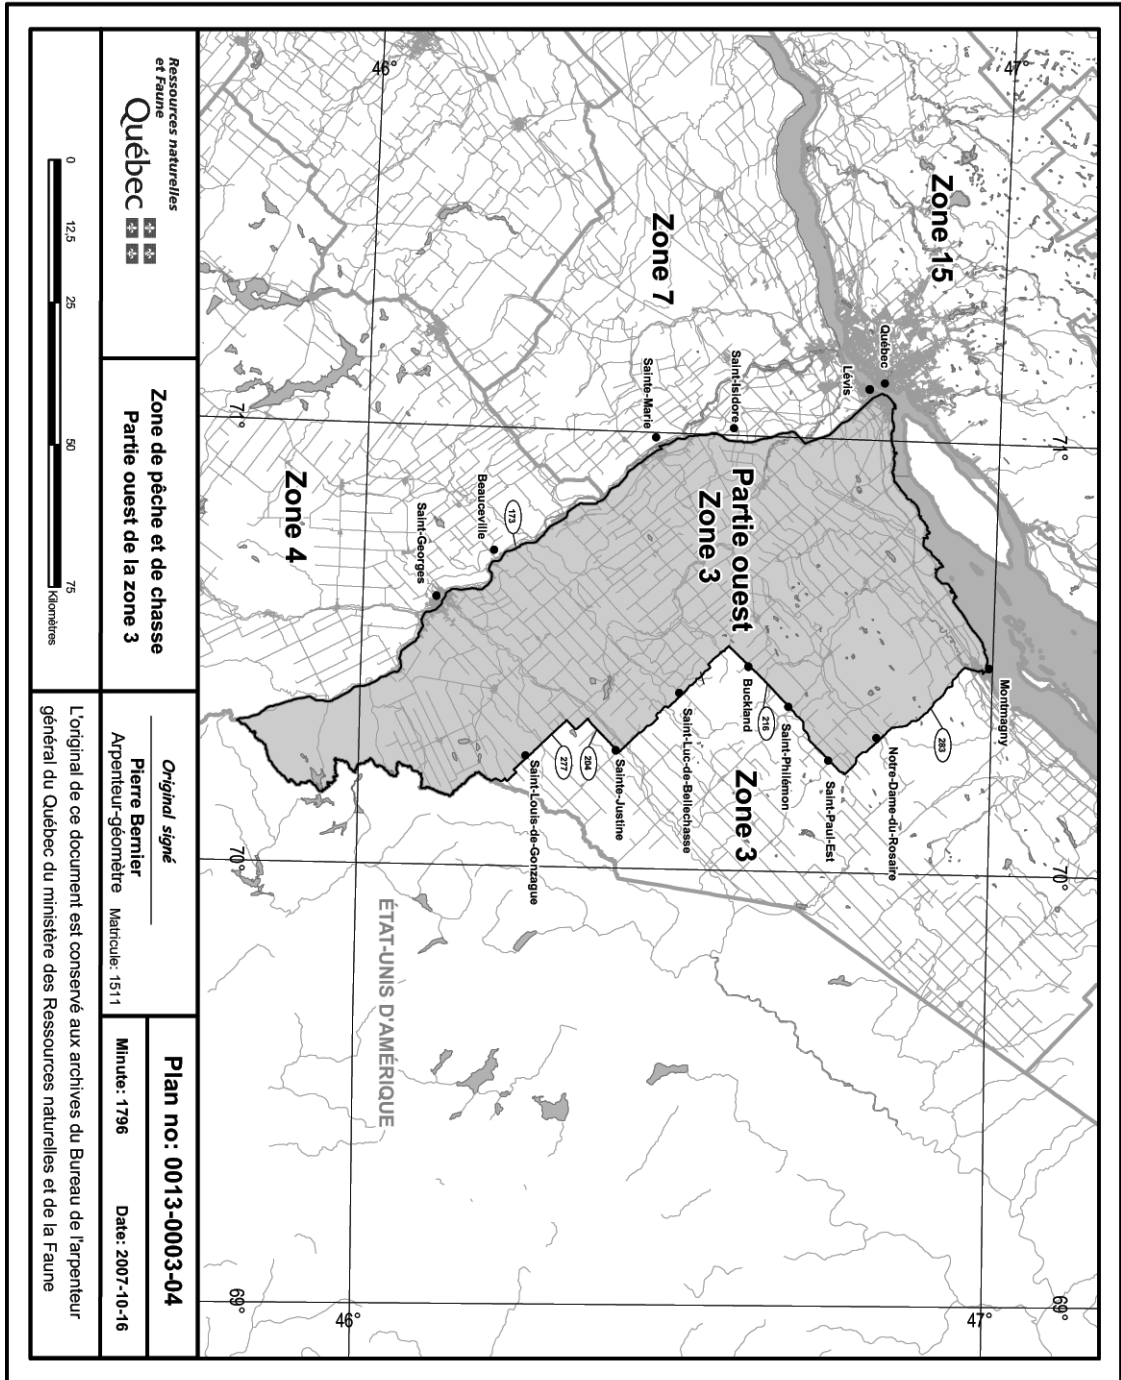 47°
46°
Zone 15
Zone 7
Québec
Lévis
Saint-Isidore
Sainte-Marie
71°
71°
Partie ouest
Zone 3
Beauceville
173
Saint-Georges
Zone 4
Montmagny
283
Notre-Dame-du-Rosaire
Saint-Paul-Est
Saint-Philémon
216
Buckland
Zone 3
Saint-Luc-de-Bellechasse
Sainte-Justine
204
277
Saint-Louis-de-Gonzague
70°
70°
ÉTAT-UNIS D'AMÉRIQUE
69°
69°
47°
46°
Ressources naturelles
et Faune
Québec
0 12,5 25 50 75
Kilomètres
Zone de pêche et de chasse
Partie ouest de la zone 3
Original signé
Pierre Bernier
Arpenteur-géomètre Matricule: 1511
Plan no: 0013-0003-04
Minute: 1796 Date: 2007-10-16
L'original de ce document est conservé aux archives du Bureau de l'arpenteur
général du Québec du ministère des Ressources naturelles et de la Faune